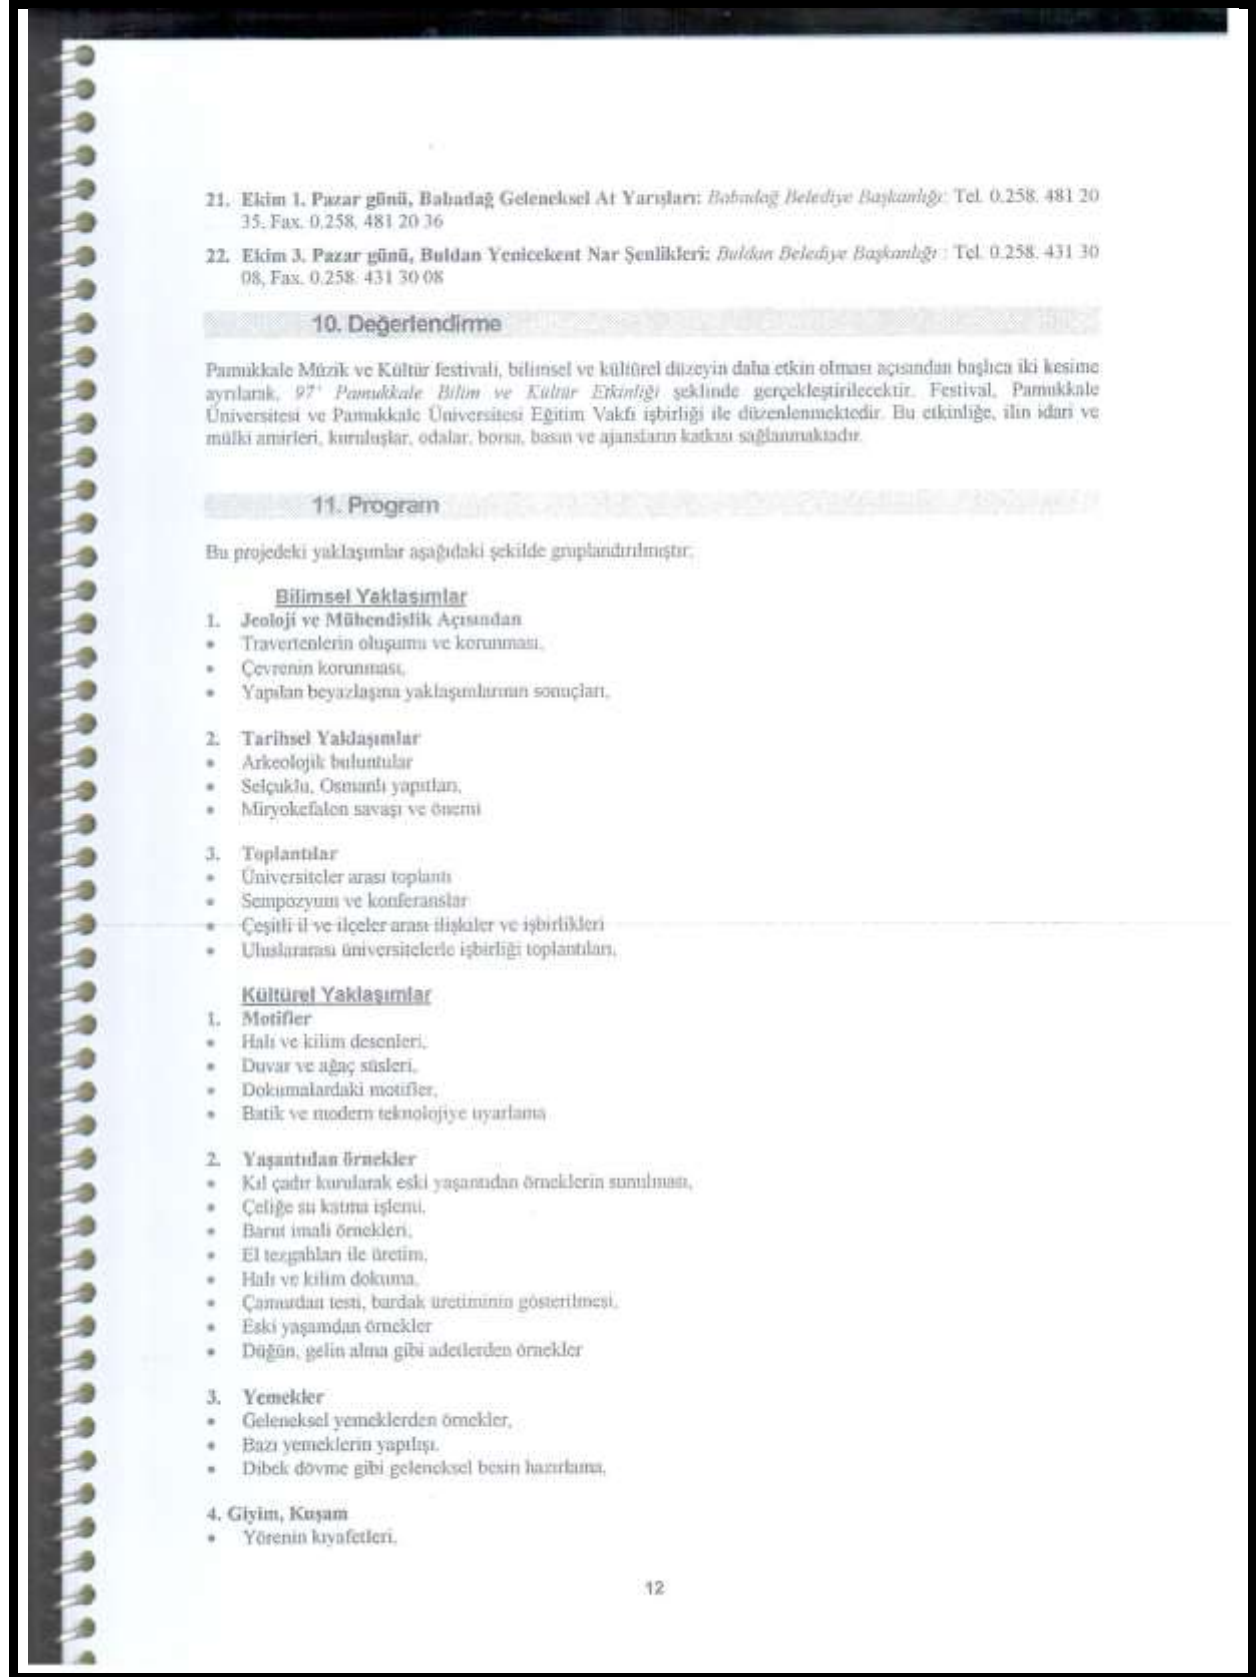 21. Ekim 1. Pazar günü, Babadağ Geleneksel At Yarışları: Babadağ Belediye Başkanlığı: Tel. 0.258. 481 20
35. Fax. 0.258. 481 20 36
22. Ekim 3. Pazar günü, Buldan Yenicekent Nar Şenlikleri: Buldan Belediye Başkanlığı : Tel. 0.258. 431 30
08, Fax. 0.258. 431 30 08
10. Değerlendirme
Pamukkale Müzik ve Kültür festivali, bilimsel ve kültürel düzeyin daha etkin olması açısından başlıca iki kesime
ayrılarak, 97' Pamukkale Bilim ve Kültür Etkinliği şeklinde gerçekleştirilecektir. Festival, Pamukkale
Üniversitesi ve Pamukkale Üniversitesi Eğitim Vakfı işbirliği ile düzenlenmektedir. Bu etkinliğe, ilin idari ve
mülki amirleri, kuruluşlar, odalar, borsa, basın ve ajansların katkısı sağlanmaktadır.
11. Program
Bu projedeki yaklaşımlar aşağıdaki şekilde gruplandırılmıştır;
Bilimsel Yaklaşımlar
1. Jeoloji ve Mühendislik Açısından
• Travertenlerin oluşumu ve korunması,
• Çevrenin korunması,
• Yapılan beyazlaşma yaklaşımlarının sonuçları,
2. Tarihsel Yaklaşımlar
• Arkeolojik buluntular
• Selçuklu, Osmanlı yapıtları,
• Miryokefalon savaşı ve önemi
3. Toplantılar
• Üniversiteler arası toplantı
• Sempozyum ve konferanslar
• Çeşitli il ve ilçeler arası ilişkiler ve işbirlikleri
• Uluslararası üniversitelerle işbirliği toplantıları,
Kültürel Yaklaşımlar
1. Motifler
• Halı ve kilim desenleri,
• Duvar ve ağaç süsleri,
• Dokumalardaki motifler,
• Batik ve modern teknolojiye uyarlama
2. Yaşantıdan örnekler
• Kıl çadır kurularak eski yaşantıdan örneklerin sunulması,
• Çeliğe su katma işlemi,
• Barut imali örnekleri,
• El tezgahları ile üretim,
• Halı ve kilim dokuma,
• Çamurdan testi, bardak üretiminin gösterilmesi,
• Eski yaşamdan örnekler
• Düğün, gelin alma gibi adetlerden örnekler
3. Yemekler
• Geleneksel yemeklerden örnekler,
• Bazı yemeklerin yapılışı,
• Dibek dövme gibi geleneksel besin hazırlama,
4. Giyim, Kuşam
• Yörenin kıyafetleri,
12